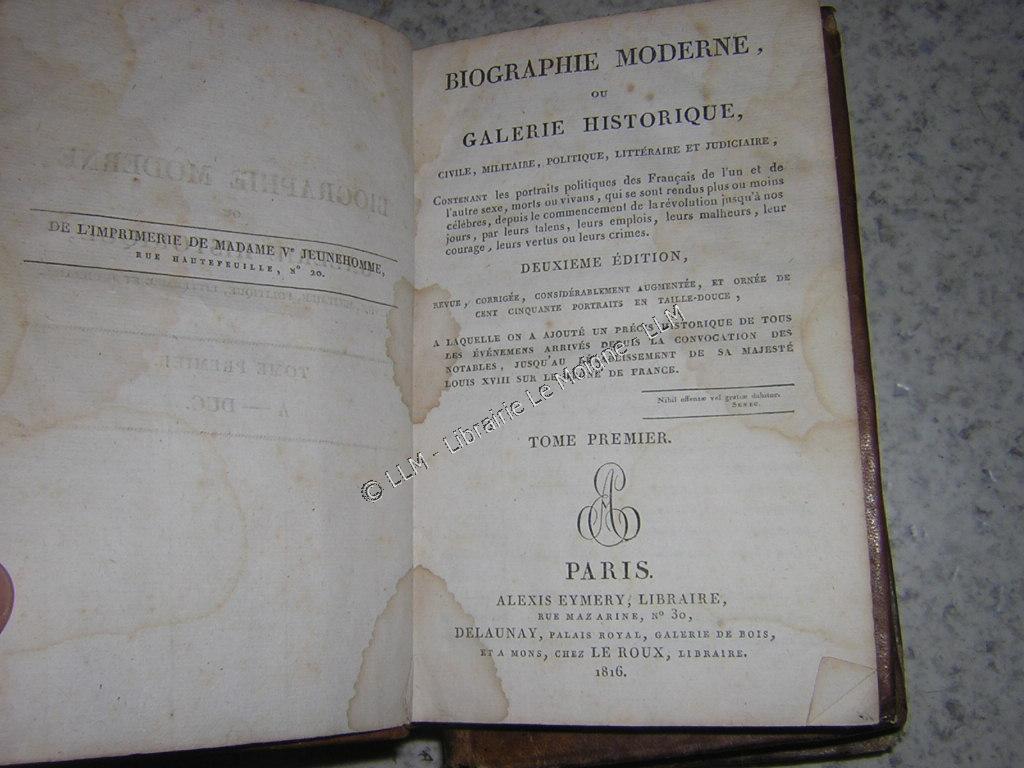 DE L'IMPRIMERIE DE MADAME Ve JEUNEHOMME,
RUE HAUTEFEUILLE, N° 20.
BIOGRAPHIE MODERNE,
OU
GALERIE HISTORIQUE,
CIVILE, MILITAIRE, POLITIQUE, LITTÉRAIRE ET JUDICIAIRE,
CONTENANT les portraits politiques des Français de l'un et de
l'autre sexe, morts ou vivans, qui se sont rendus plus ou moins
célèbres, depuis le commencement de la révolution jusqu'à nos
jours, par leurs talens, leurs emplois, leurs malheurs, leur
courage, leurs vertus ou leurs crimes.
DEUXIEME ÉDITION,
REVUE, CORRIGÉE, CONSIDÉRABLEMENT AUGMENTÉE, ET ORNÉE DE
CENT CINQUANTE PORTRAITS EN TAILLE-DOUCE,
A LAQUELLE ON A AJOUTÉ UN PRÉCIS HISTORIQUE DE TOUS
LES ÉVÉNEMENS ARRIVÉS DEPUIS LA CONVOCATION DES
NOTABLES, JUSQU'AU RÉTABLISSEMENT DE SA MAJESTÉ
LOUIS XVIII SUR LE TRÔNE DE FRANCE.
Nihil offensæ vel gratiæ dabitur.
SENEC.
TOME PREMIER.
PARIS.
ALEXIS EYMERY, LIBRAIRE,
RUE MAZARINE, N° 30,
DELAUNAY, PALAIS ROYAL, GALERIE DE BOIS,
ET A MONS, CHEZ LE ROUX, LIBRAIRE.
1816.
© LLM - Librairie Le Molone - LLM